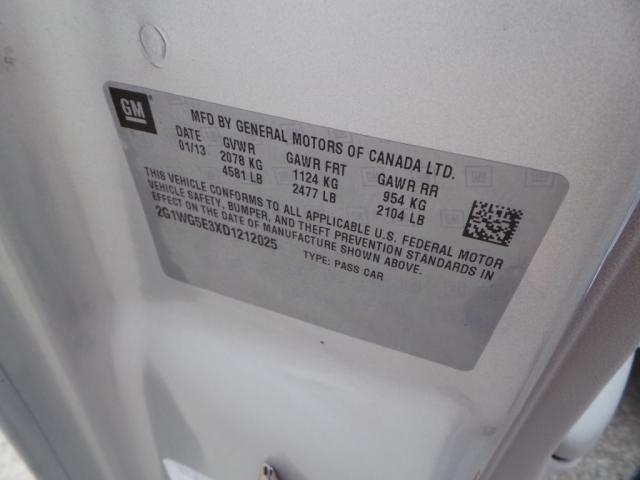 GM
MFD BY GENERAL MOTORS OF CANADA LTD.
DATE GVWR GAWR FRT GAWR RR
01/13 2078 KG 1124 KG 954 KG
4581 LB 2477 LB 2104 LB
THIS VEHICLE CONFORMS TO ALL APPLICABLE U.S. FEDERAL MOTOR
VEHICLE SAFETY, BUMPER, AND THEFT PREVENTION STANDARDS IN
EFFECT ON THE DATE OF MANUFACTURE SHOWN ABOVE.
2G1WG5E3XD1212025 TYPE: PASS CAR